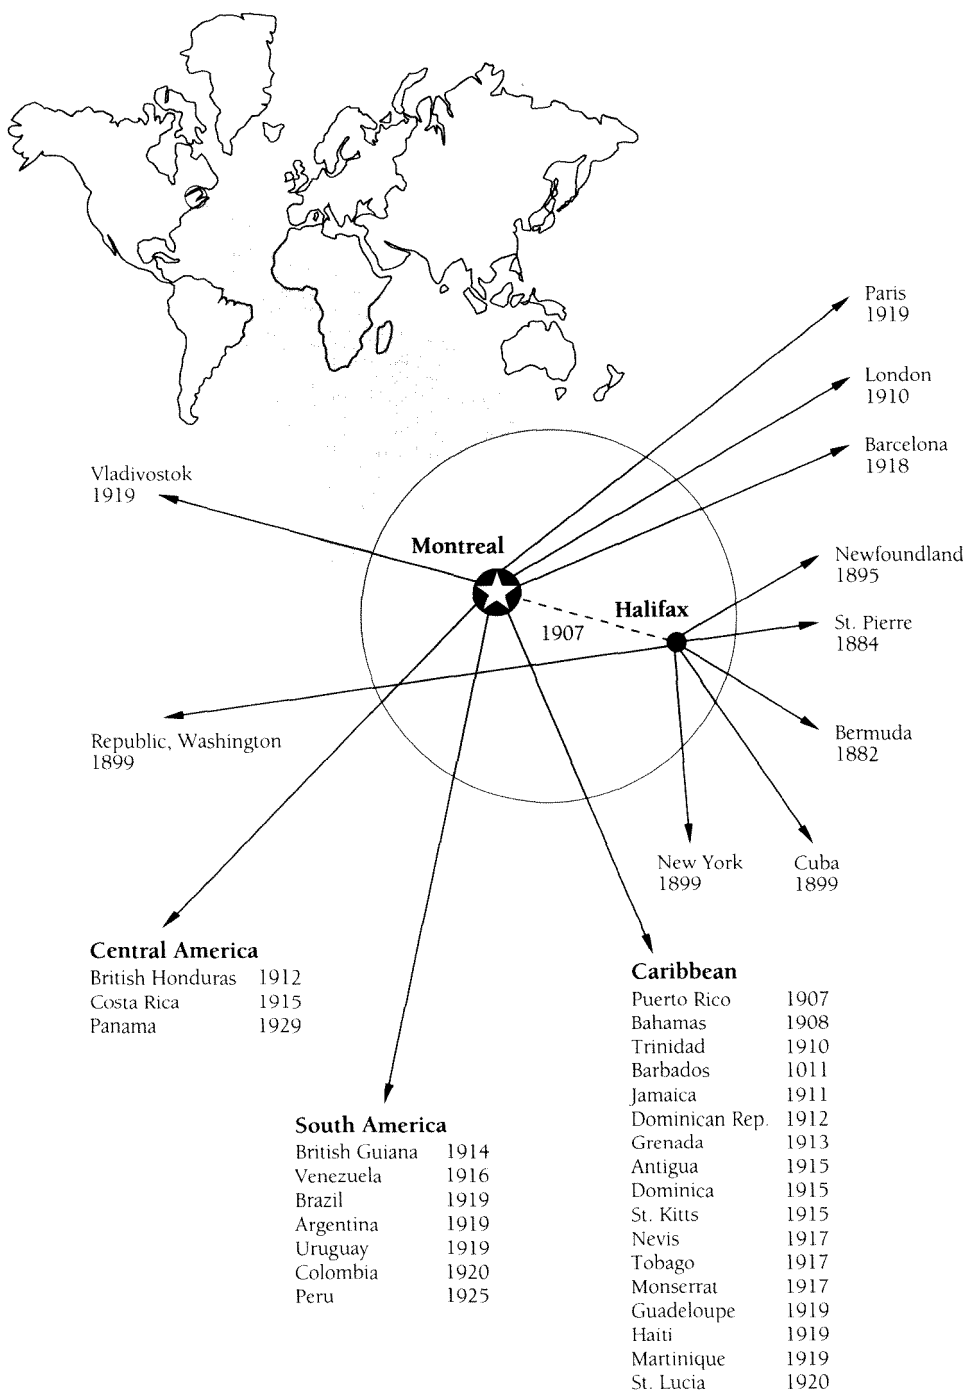 Paris
1919
London
1910
Barcelona
1918
Vladivostok
1919
Montreal
Newfoundland
1895
Halifax
1907
St. Pierre
1884
Republic, Washington
1899
Bermuda
1882
New York
1899
Cuba
1899
Central America
British Honduras 1912
Costa Rica 1915
Panama 1929
South America
British Guiana 1914
Venezuela 1916
Brazil 1919
Argentina 1919
Uruguay 1919
Colombia 1920
Peru 1925
Caribbean
Puerto Rico 1907
Bahamas 1908
Trinidad 1910
Barbados 1011
Jamaica 1911
Dominican Rep. 1912
Grenada 1913
Antigua 1915
Dominica 1915
St. Kitts 1915
Nevis 1917
Tobago 1917
Monserrat 1917
Guadeloupe 1919
Haiti 1919
Martinique 1919
St. Lucia 1920